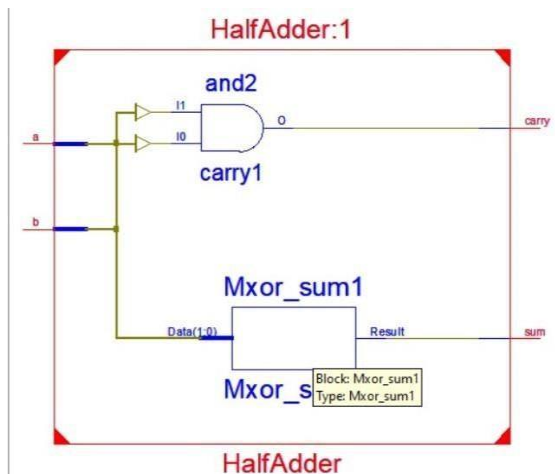 HalfAdder:1
and2
I1
O
carry
a
I0
carry1
b
Mxor_sum1
Data(1:0)
Result
sum
Mxor_s
Block: Mxor_sum1
Type: Mxor_sum1
HalfAdder